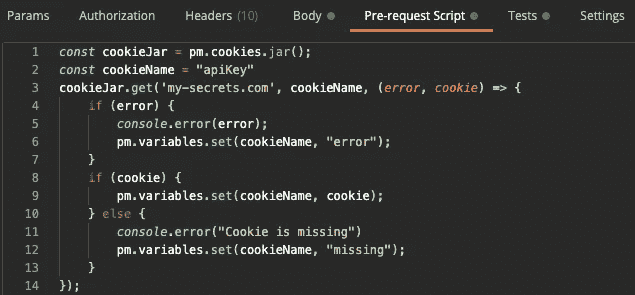 Params Authorization Headers (10) Body Pre-request Script Tests Settings
1 const cookieJar = pm.cookies.jar();
2 const cookieName = "apiKey"
3 cookieJar.get('my-secrets.com', cookieName, (error, cookie) => {
4 if (error) {
5 console.error(error);
6 pm.variables.set(cookieName, "error");
7 }
8 if (cookie) {
9 pm.variables.set(cookieName, cookie);
10 } else {
11 console.error("Cookie is missing")
12 pm.variables.set(cookieName, "missing");
13 }
14 });